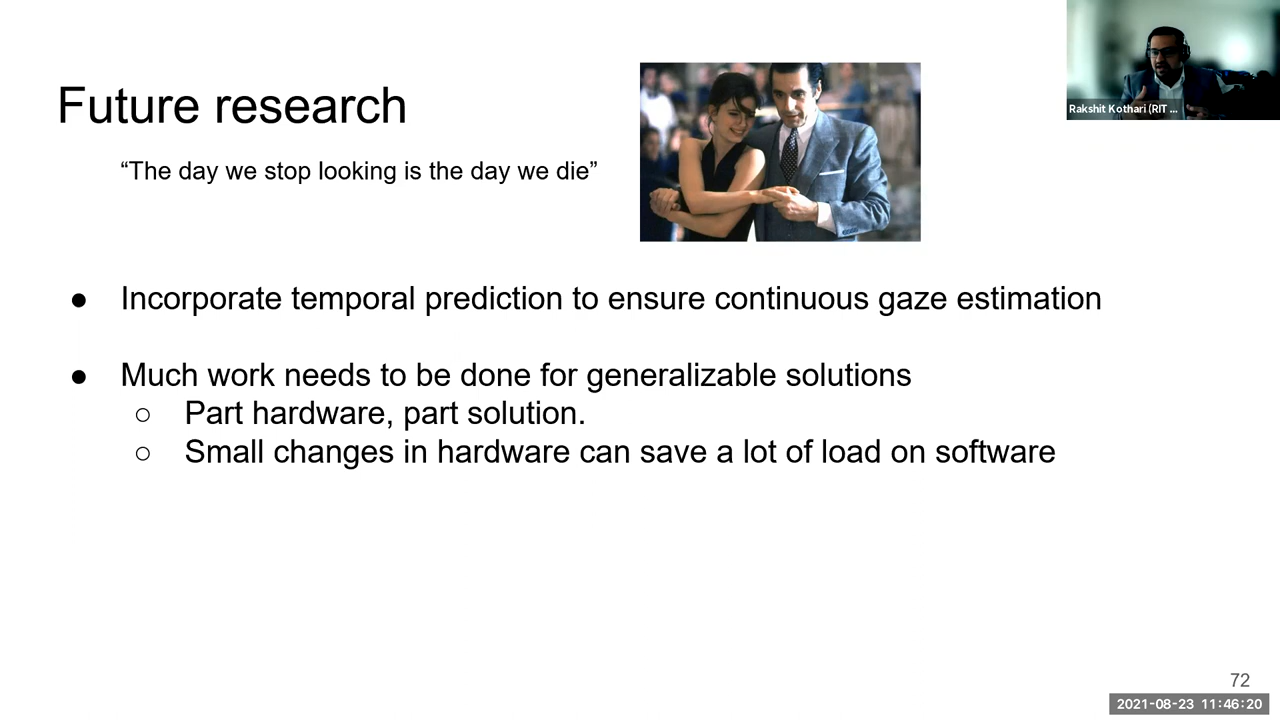 Future research
“The day we stop looking is the day we die”
● Incorporate temporal prediction to ensure continuous gaze estimation
● Much work needs to be done for generalizable solutions
○ Part hardware, part solution.
○ Small changes in hardware can save a lot of load on software
Rakshit Kothari (RIT ...
72
2021-08-23 11:46:20